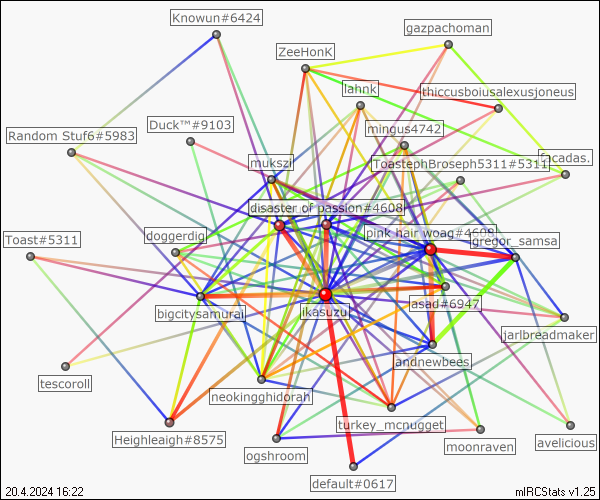 Knowun#6424
gazpachoman
ZeeHonK
lahnk
thiccusboiusalexusjoneus
Duck™#9103
mingus4742
Random Stuf6#5983
mukszi
ToastephBroseph5311#5311
facadas.
disaster of passion#4608
Toast#5311
doggerdig
pink hair woag#4608
gregor_samsa
bigcitysamurai
ikasuzu
asad#6947
jarlbreadmaker
andnewbees
tescoroll
neokingghidorah
turkey_mcnugget
Heighleaigh#8575
ogshroom
moonraven
avelicious
default#0617
20.4.2024 16:22
mIRCStats v1.25